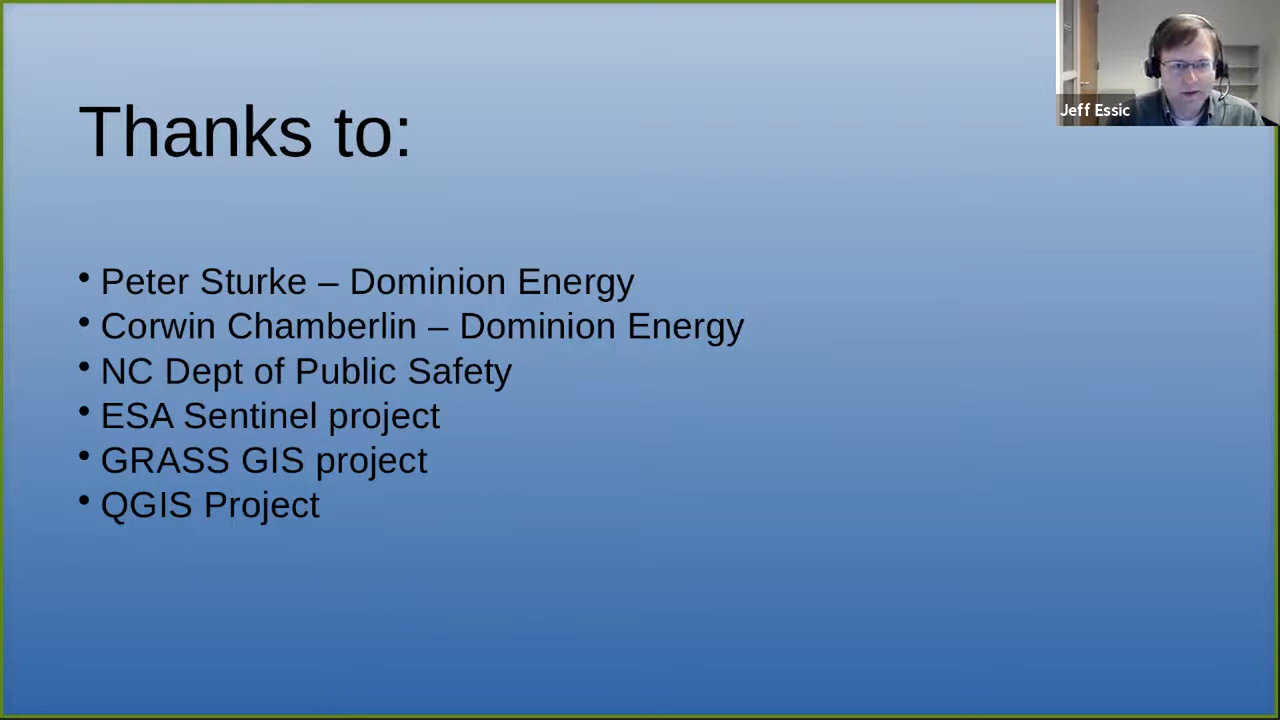 Jeff Essic
Thanks to:
• Peter Sturke – Dominion Energy
• Corwin Chamberlin – Dominion Energy
• NC Dept of Public Safety
• ESA Sentinel project
• GRASS GIS project
• QGIS Project